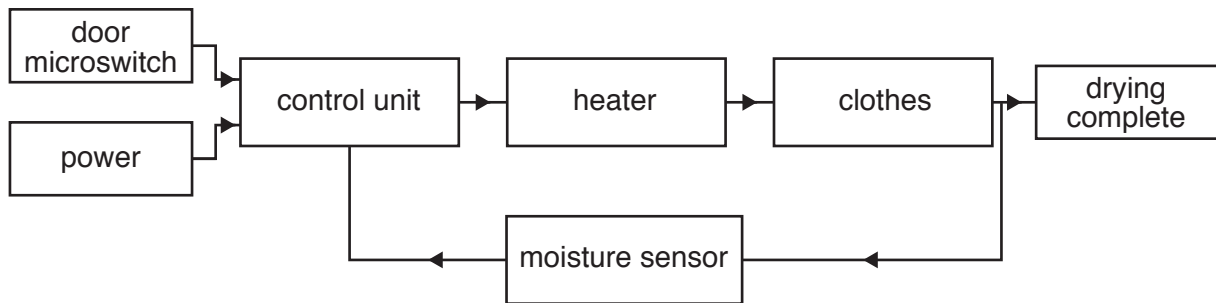 door
microswitch
power
control unit
heater
clothes
drying
complete
moisture sensor